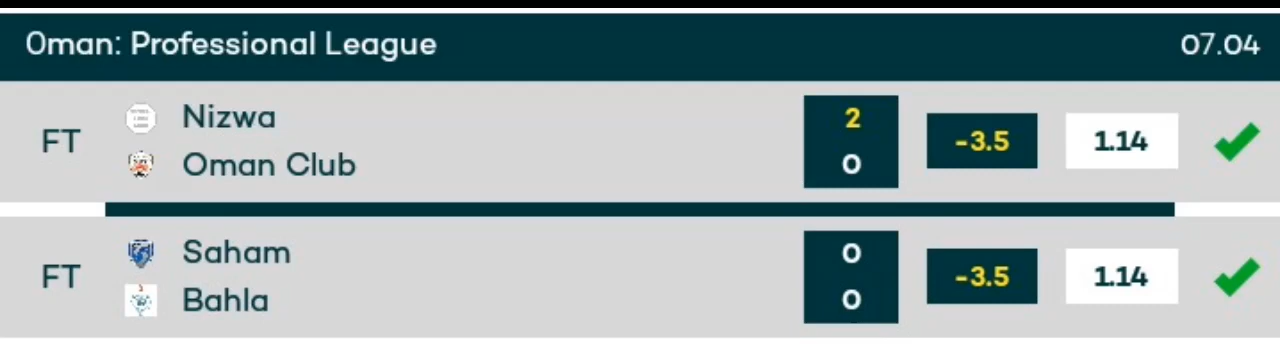 Oman: Professional League 07.04
FT Nizwa 2 -3.5 1.14
Oman Club 0
FT Saham 0 -3.5 1.14
Bahla 0